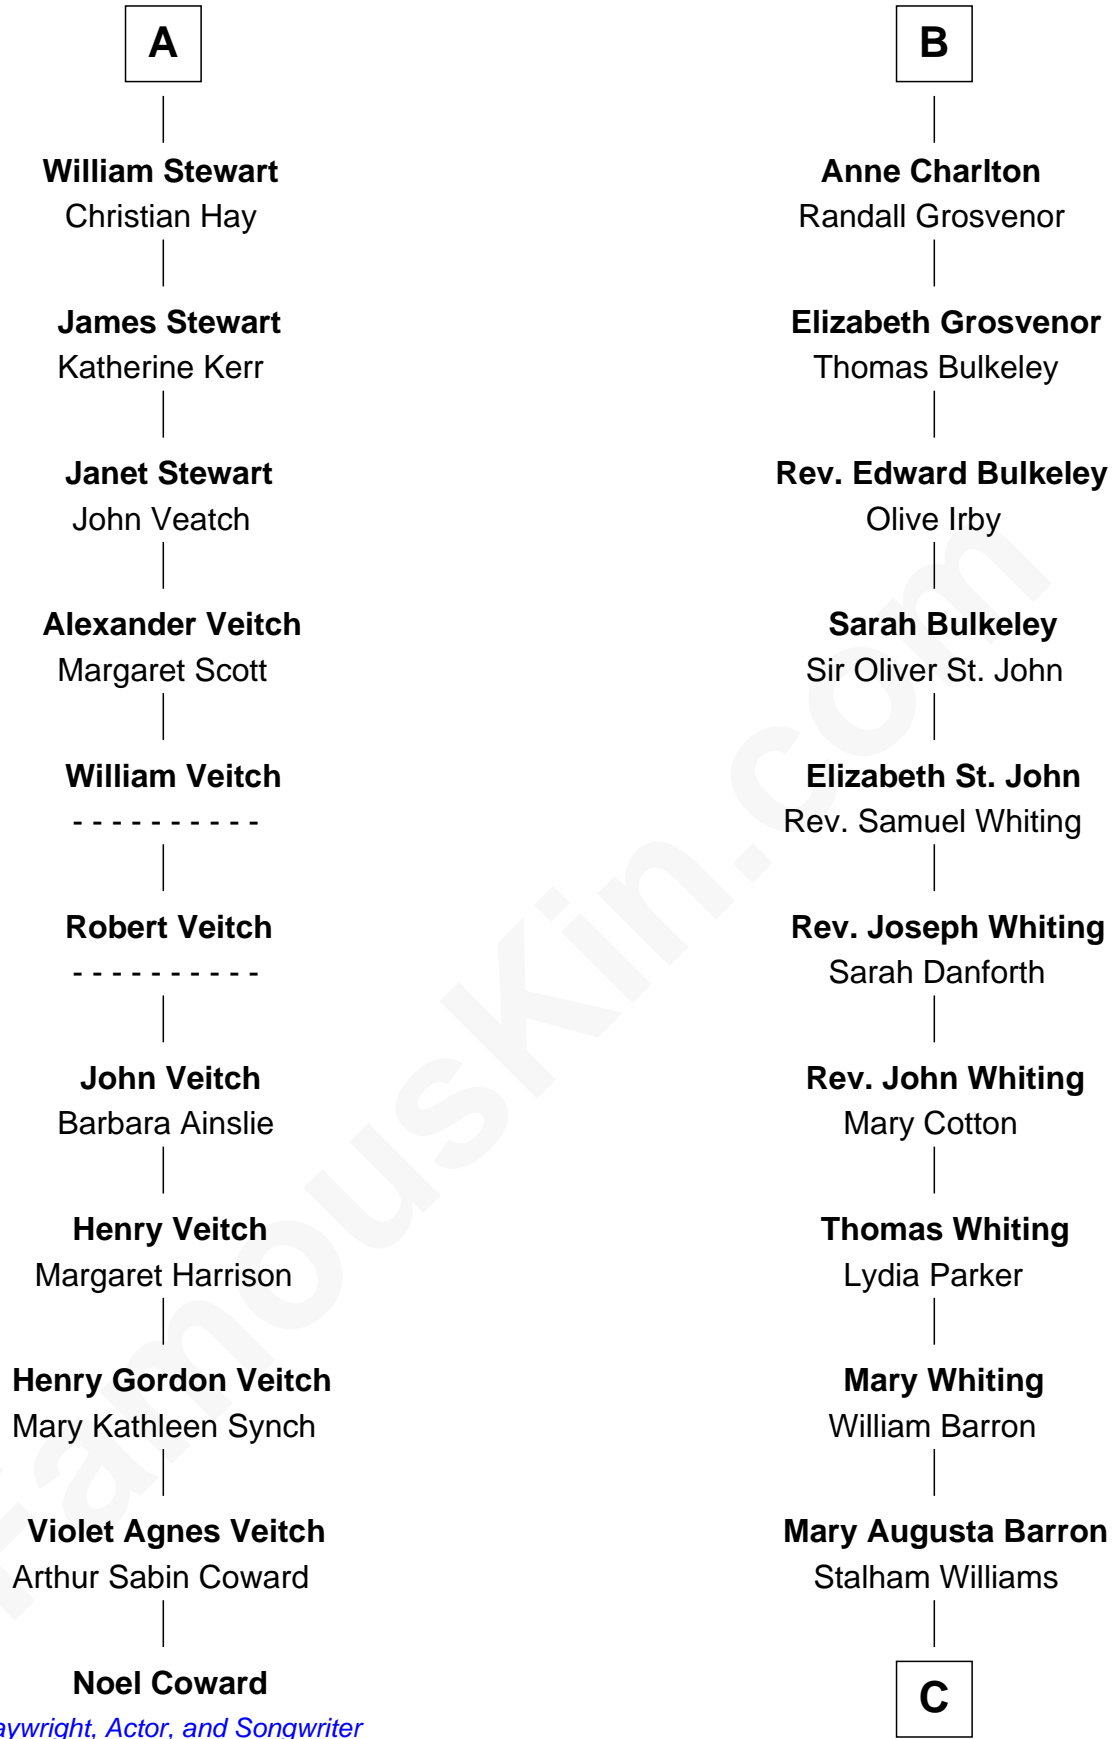 A
William Stewart
Christian Hay
James Stewart
Katherine Kerr
Janet Stewart
John Veatch
Alexander Veitch
Margaret Scott
William Veitch
- - - - - - - - - -
Robert Veitch
- - - - - - - - - -
John Veitch
Barbara Ainslie
Henry Veitch
Margaret Harrison
Henry Gordon Veitch
Mary Kathleen Synch
Violet Agnes Veitch
Arthur Sabin Coward
Noel Coward
aywright, Actor, and Songwriter
B
Anne Charlton
Randall Grosvenor
Elizabeth Grosvenor
Thomas Bulkeley
Rev. Edward Bulkeley
Olive Irby
Sarah Bulkeley
Sir Oliver St. John
Elizabeth St. John
Rev. Samuel Whiting
Rev. Joseph Whiting
Sarah Danforth
Rev. John Whiting
Mary Cotton
Thomas Whiting
Lydia Parker
Mary Whiting
William Barron
Mary Augusta Barron
Stalham Williams
C
FamousKin.com